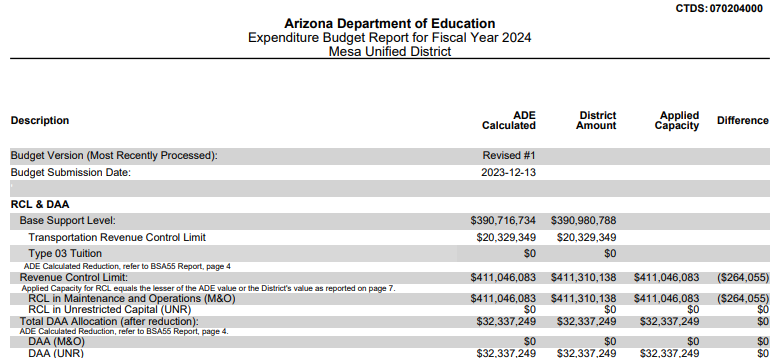 CTDS: 070204000
Arizona Department of Education
Expenditure Budget Report for Fiscal Year 2024
Mesa Unified District
Description ADE Calculated District Amount Applied Capacity Difference
Budget Version (Most Recently Processed): Revised #1
Budget Submission Date: 2023-12-13
RCL & DAA
Base Support Level: $390,716,734 $390,980,788
Transportation Revenue Control Limit $20,329,349 $20,329,349
Type 03 Tuition $0 $0
ADE Calculated Reduction, refer to BSA55 Report, page 4
Revenue Control Limit: $411,046,083 $411,310,138 $411,046,083 ($264,055)
Applied Capacity for RCL equals the lesser of the ADE value or the District's value as reported on page 7.
RCL in Maintenance and Operations (M&O) $411,046,083 $411,310,138 $411,046,083 ($264,055)
RCL in Unrestricted Capital (UNR) $0 $0 $0 $0
Total DAA Allocation (after reduction): $32,337,249 $32,337,249 $32,337,249 $0
ADE Calculated Reduction, refer to BSA55 Report, page 4.
DAA (M&O) $0 $0 $0 $0
DAA (UNR) $32,337,249 $32,337,249 $32,337,249 $0